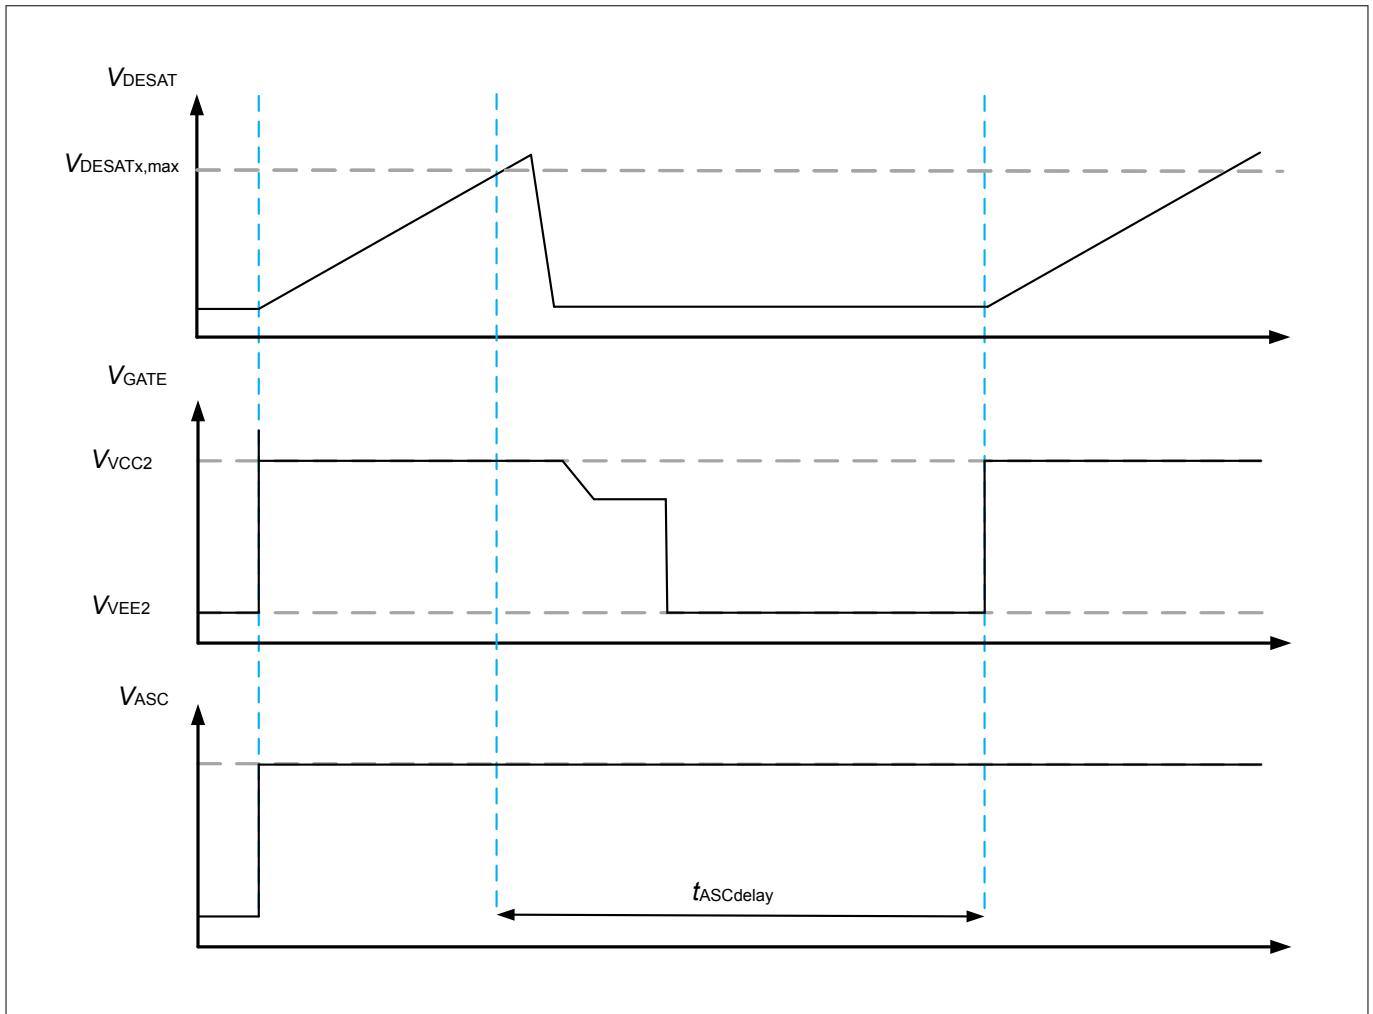 VDESAT
VDESATx,max
VGATE
VVCC2
VVEE2
VASC
tASCdelay